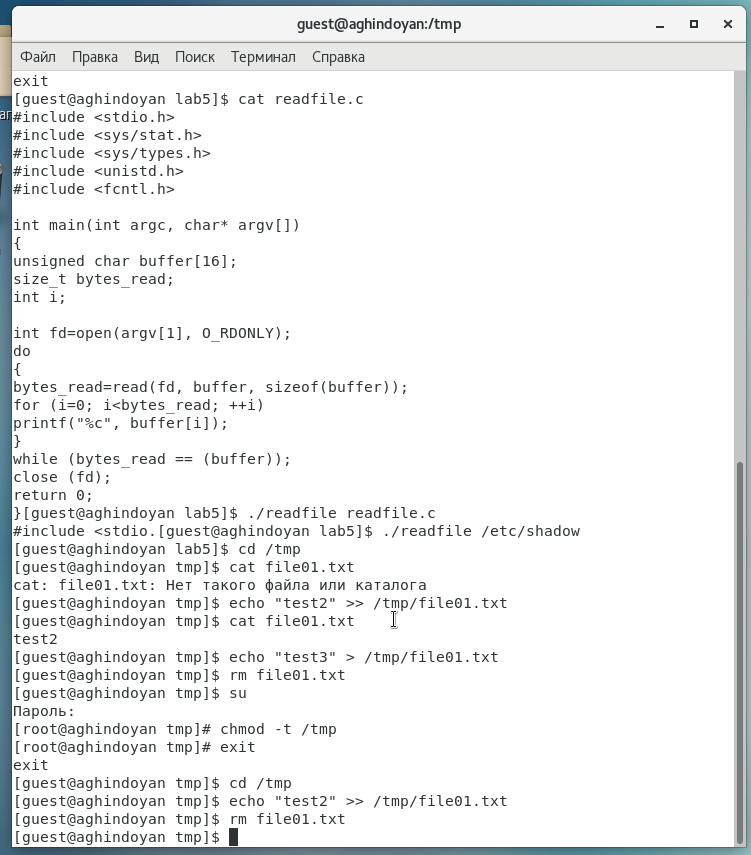 guest@aghindoyan:/tmp
Файл Правка Вид Поиск Терминал Справка
exit
[guest@aghindoyan lab5]$ cat readfile.c
#include <stdio.h>
#include <sys/stat.h>
#include <sys/types.h>
#include <unistd.h>
#include <fcntl.h>
int main(int argc, char* argv[])
{
unsigned char buffer[16];
size_t bytes_read;
int i;
int fd=open(argv[1], O_RDONLY);
do
{
bytes_read=read(fd, buffer, sizeof(buffer));
for (i=0; i<bytes_read; ++i)
printf("%c", buffer[i]);
}
while (bytes_read == (buffer));
close (fd);
return 0;
}[guest@aghindoyan lab5]$ ./readfile readfile.c
#include <stdio.[guest@aghindoyan lab5]$ ./readfile /etc/shadow
[guest@aghindoyan lab5]$ cd /tmp
[guest@aghindoyan tmp]$ cat file01.txt
cat: file01.txt: Нет такого файла или каталога
[guest@aghindoyan tmp]$ echo "test2" >> /tmp/file01.txt
[guest@aghindoyan tmp]$ cat file01.txt
test2
[guest@aghindoyan tmp]$ echo "test3" > /tmp/file01.txt
[guest@aghindoyan tmp]$ rm file01.txt
[guest@aghindoyan tmp]$ su
Пароль:
[root@aghindoyan tmp]# chmod -t /tmp
[root@aghindoyan tmp]# exit
exit
[guest@aghindoyan tmp]$ cd /tmp
[guest@aghindoyan tmp]$ echo "test2" >> /tmp/file01.txt
[guest@aghindoyan tmp]$ rm file01.txt
[guest@aghindoyan tmp]$